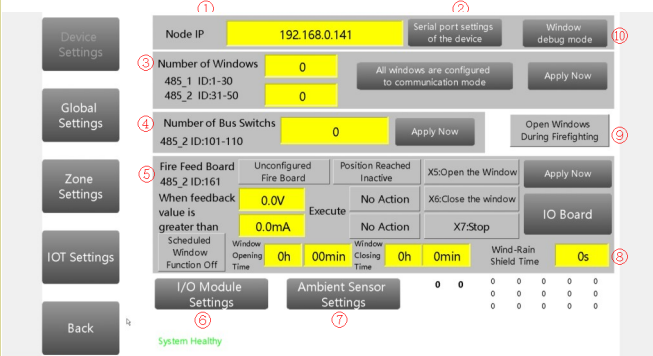 ① ②
Device
Settings
Global
Settings
Zone
Settings
IOT Settings
Back
Node IP 192.168.0.141 Serial port settings
of the device
Window
debug mode ⑩
③ Number of Windows
485_1 ID:1-30 0
485_2 ID:31-50 0
All windows are configured
to communication mode
Apply Now
④ Number of Bus Switchs
485_2 ID:101-110
0 Apply Now
Open Windows
During Firefighting ⑨
⑤ Fire Feed Board
485_2 ID:161
Unconfigured
Fire Board
Position Reached
Inactive
X5:Open the Window Apply Now
When feedback
value is
greater than
0.0V
0.0mA
Execute
No Action X6:Close the window
No Action X7:Stop
IO Board
Scheduled
Window
Function Off
Window
Opening
Time
0h 00min
Window
Closing
Time
0h 0min
Wind-Rain
Shield Time
0s ⑧
I/O Module
Settings
⑥
Ambient Sensor
Settings
⑦
0 0 0 0 0 0 0
0 0 0 0 0
0 0 0 0 0
System Healthy